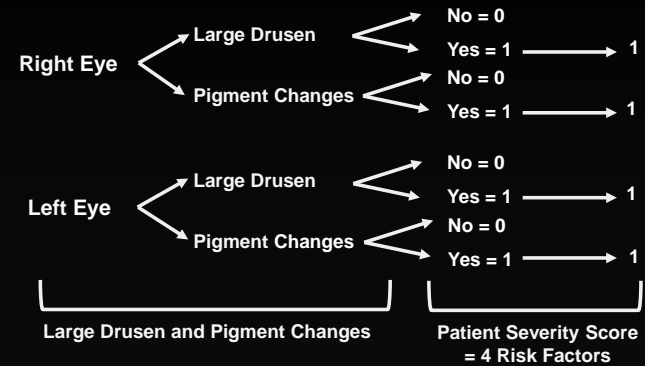 Right Eye
Large Drusen
No = 0
Yes = 1
1
Pigment Changes
No = 0
Yes = 1
1
Left Eye
Large Drusen
No = 0
Yes = 1
1
Pigment Changes
No = 0
Yes = 1
1
Large Drusen and Pigment Changes
Patient Severity Score
= 4 Risk Factors